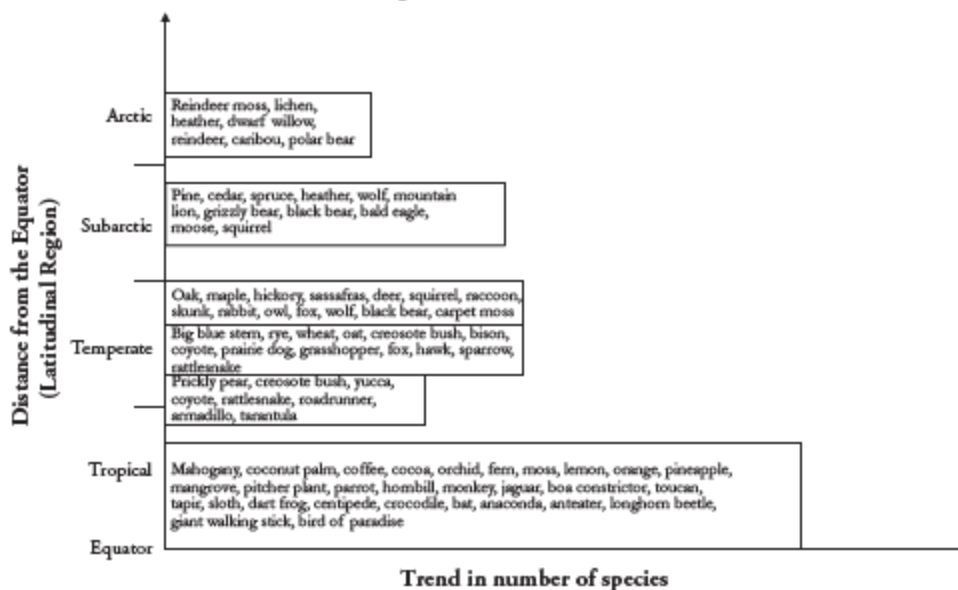 Distance from the Equator
(Latitudinal Region)
Arctic
Reindeer moss, lichen,
heather, dwarf willow,
reindeer, caribou, polar bear
Subarctic
Pine, cedar, spruce, heather, wolf, mountain
lion, grizzly bear, black bear, bald eagle,
moose, squirrel
Temperate
Oak, maple, hickory, sassafras, deer, squirrel, raccoon,
skunk, rabbit, owl, fox, wolf, black bear, carpet moss
Big blue stem, rye, wheat, oat, creosote bush, bison,
coyote, prairie dog, grasshopper, fox, hawk, sparrow,
rattlesnake
Prickly pear, creosote bush, yucca,
coyote, rattlesnake, roadrunner,
armadillo, tarantula
Tropical
Mahogany, coconut palm, coffee, cocoa, orchid, fern, moss, lemon, orange, pineapple,
mangrove, pitcher plant, parrot, hornbill, monkey, jaguar, boa constrictor, toucan,
tapir, sloth, dart frog, centipede, crocodile, bat, anaconda, anteater, longhorn beetle,
giant walking stick, bird of paradise
Equator
Trend in number of species